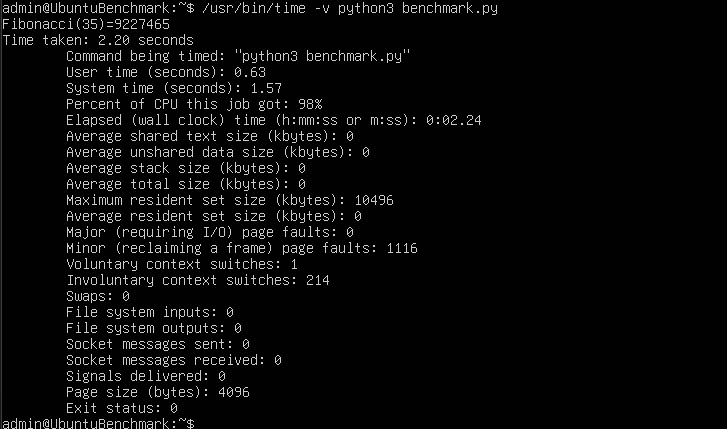 admin@UbuntuBenchmark:~$ /usr/bin/time -v python3 benchmark.py
Fibonacci(35)=9227465
Time taken: 2.20 seconds
Command being timed: "python3 benchmark.py"
User time (seconds): 0.63
System time (seconds): 1.57
Percent of CPU this job got: 98%
Elapsed (wall clock) time (h:mm:ss or m:ss): 0:02.24
Average shared text size (kbytes): 0
Average unshared data size (kbytes): 0
Average stack size (kbytes): 0
Average total size (kbytes): 0
Maximum resident set size (kbytes): 10496
Average resident set size (kbytes): 0
Major (requiring I/O) page faults: 0
Minor (reclaiming a frame) page faults: 1116
Voluntary context switches: 1
Involuntary context switches: 214
Swaps: 0
File system inputs: 0
File system outputs: 0
Socket messages sent: 0
Socket messages received: 0
Signals delivered: 0
Page size (bytes): 4096
Exit status: 0
admin@UbuntuBenchmark:~$